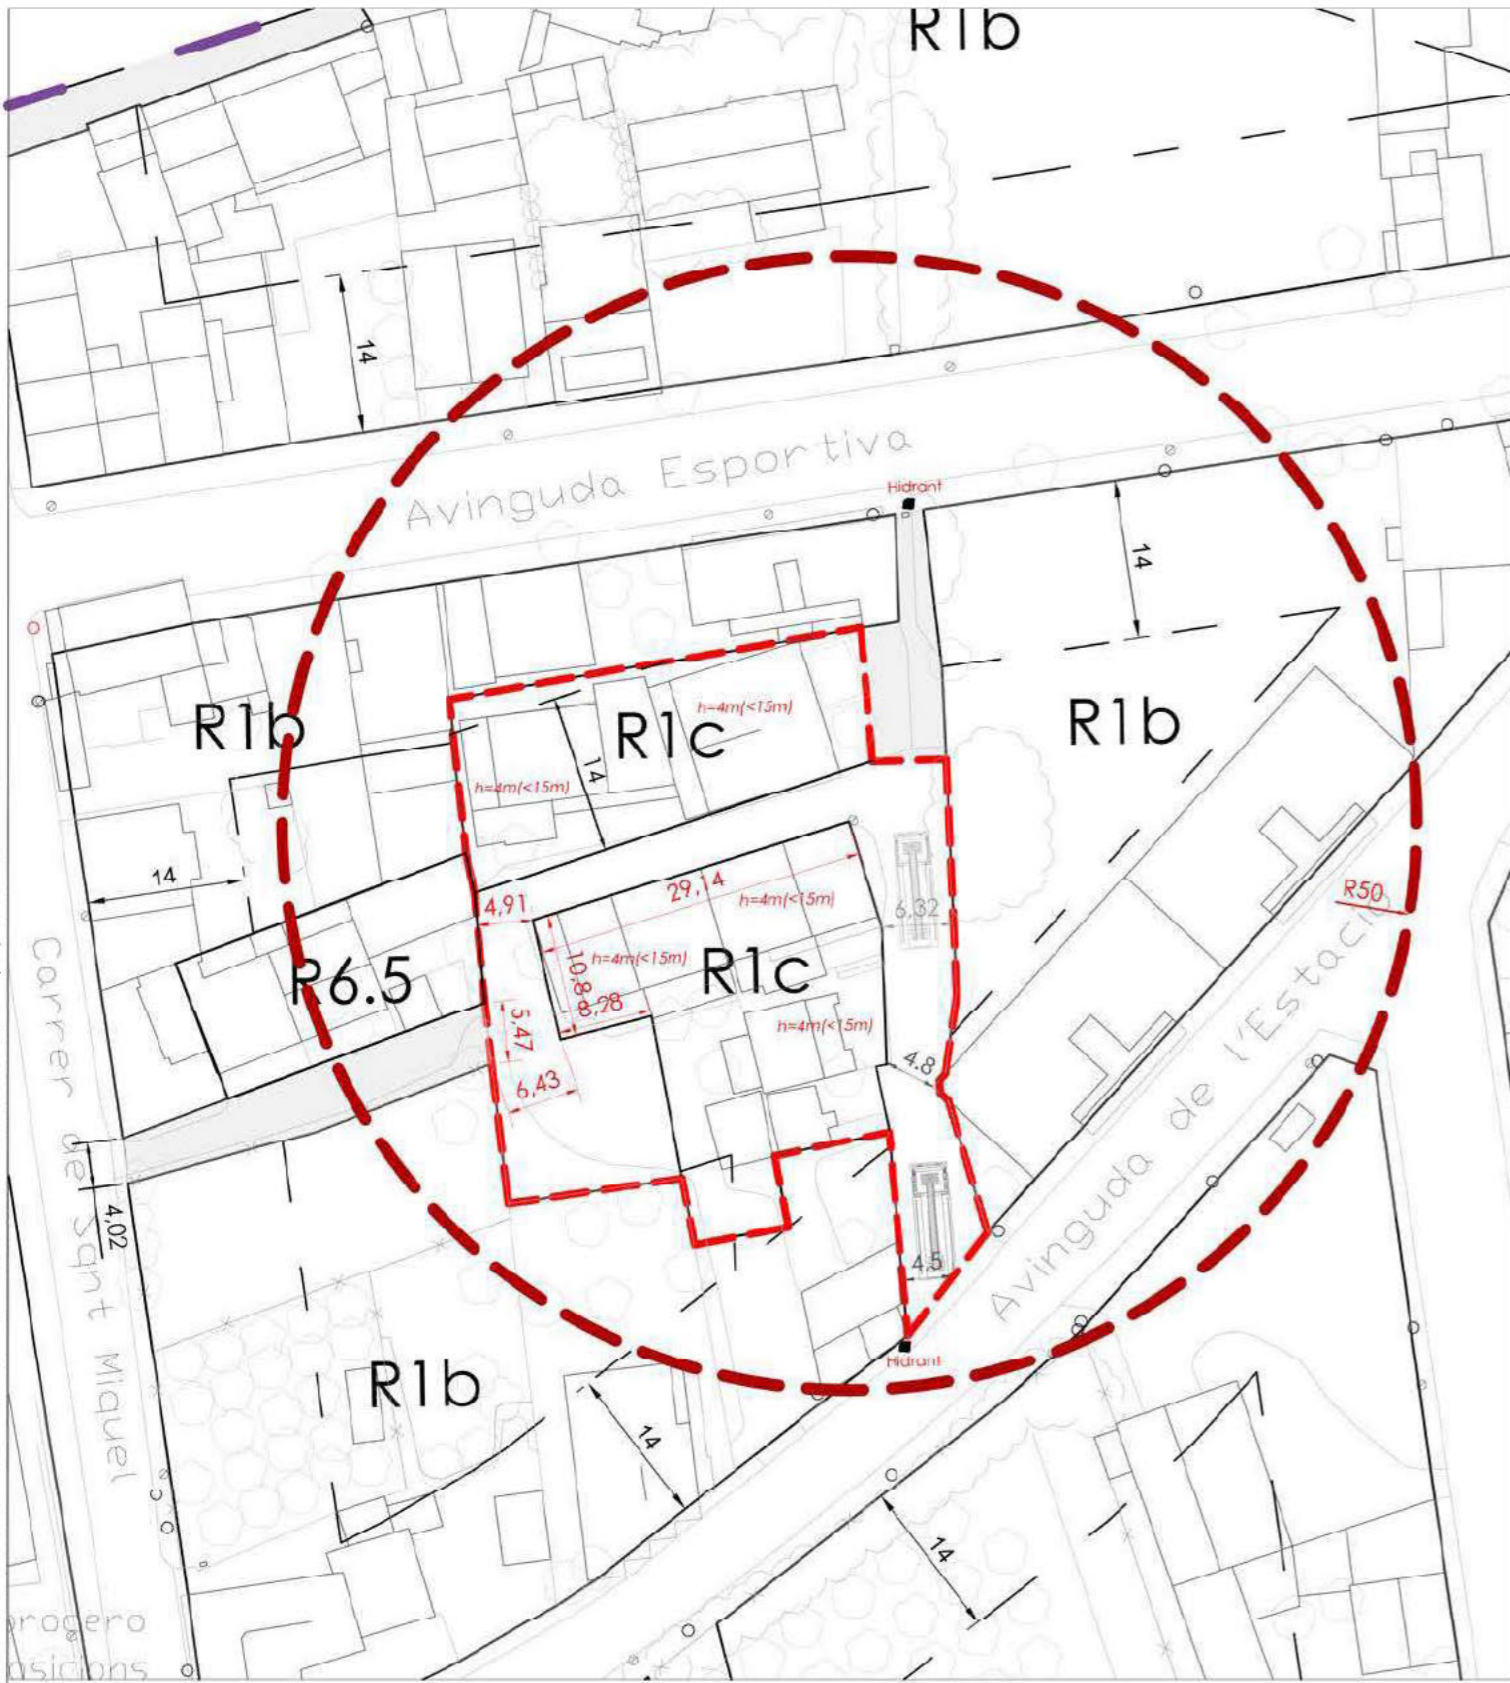 R1b
14
Avinguda Esportiva
Hidrant
14
R1b
R1c
h=4m(<15m)
R1b
14
h=4m(<15m)
14
R50
4,91
29,14
h=4m(<15m)
6,32
R6.5
10,8
h=4m(<15m)
R1c
8,28
5,47
h=4m(<15m)
4.8
6,43
Carrer de Sant Miquel
Avinguda de l'Estació
4,02
4,5
Hidrant
R1b
14
14
progero